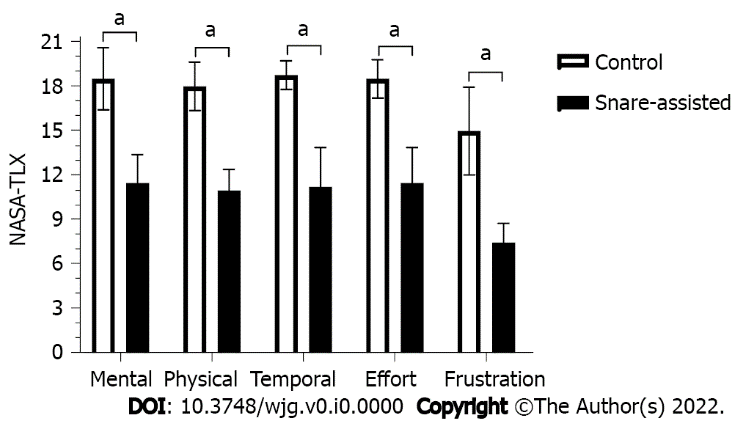 a a a a a
21
18
15
12
9
6
3
0
NASA-TLX
Control
Snare-assisted
Mental Physical Temporal Effort Frustration
DOI: 10.3748/wjg.v0.i0.0000 Copyright ©The Author(s) 2022.